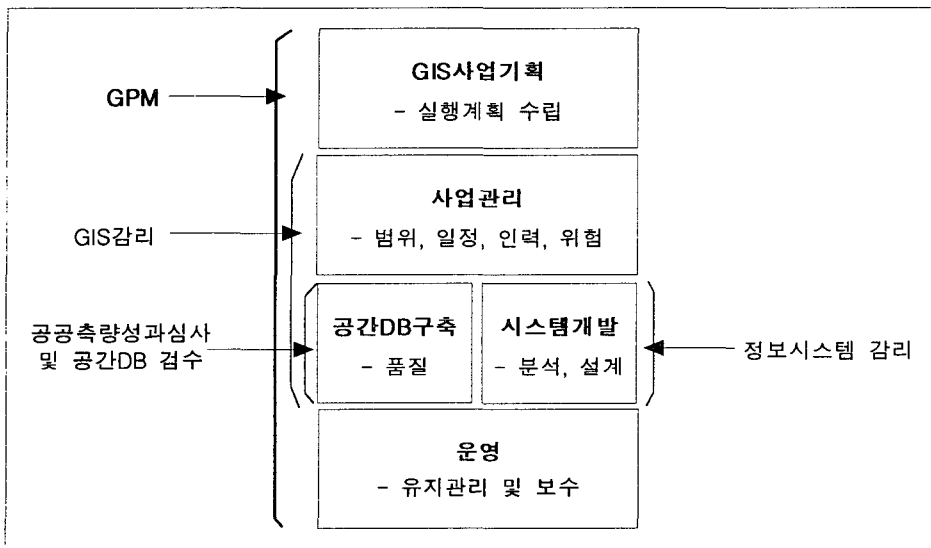 GPM
GIS사업기획
- 실행계획 수립
GIS감리
사업관리
- 범위, 일정, 인력, 위험
공공측량성과심사
및 공간DB 검수
공간DB구축
- 품질
시스템개발
- 분석, 설계
정보시스템 감리
운영
- 유지관리 및 보수